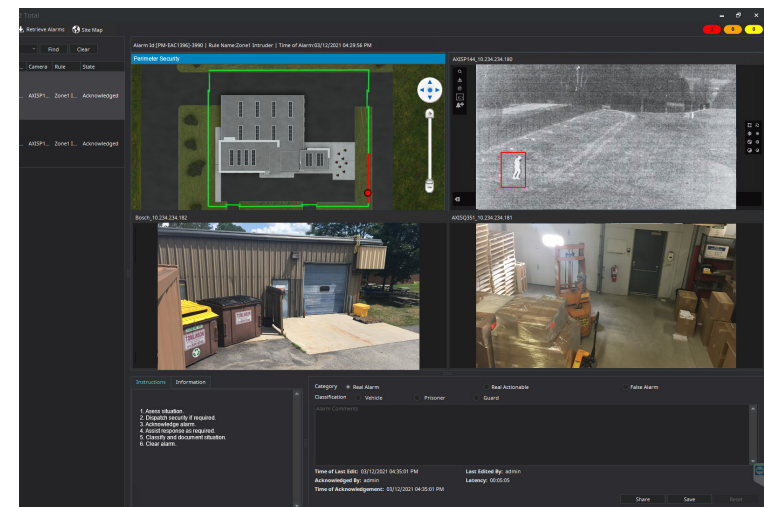 Total
Retrieve Alarms Site Map
2 0 0
Find Clear
Camera Rule State
AXISP1... Zone1 I... Acknowledged
AXISP1... Zone1 I... Acknowledged
Alarm Id:[PM-EAC1396]-3990 | Rule Name:Zone1 Intruder | Time of Alarm:03/12/2021 04:29:56 PM
Perimeter Security
AXISP144_10.234.234.180
Bosch_10.234.234.182
AXISQ351_10.234.234.181
Instructions Information
1. Asess situation.
2. Dispatch security if required.
3. Acknowledge alarm.
4. Assist response as required.
5. Classify and document situation.
6. Clear alarm.
Category Real Alarm Real Actionable False Alarm
Classification Vehicle Prisoner Guard
Alarm Comments
Time of Last Edit: 03/12/2021 04:35:01 PM Last Edited By: admin
Acknowledged By: admin Latency: 00:05:05
Time of Acknowledgement: 03/12/2021 04:35:01 PM
Share Save Reset